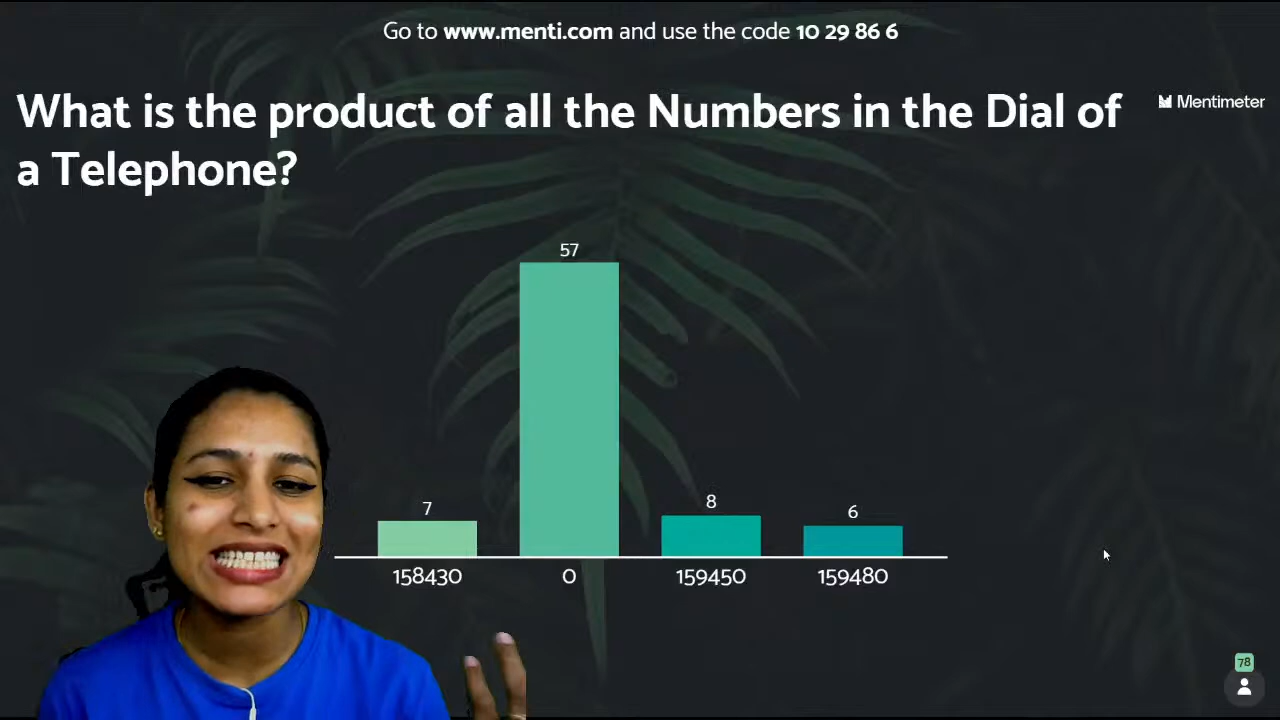 Go to www.menti.com and use the code 10 29 86 6
What is the product of all the Numbers in the Dial of
a Telephone?
Mentimeter
57
7
8
6
158430
0
159450
159480
78